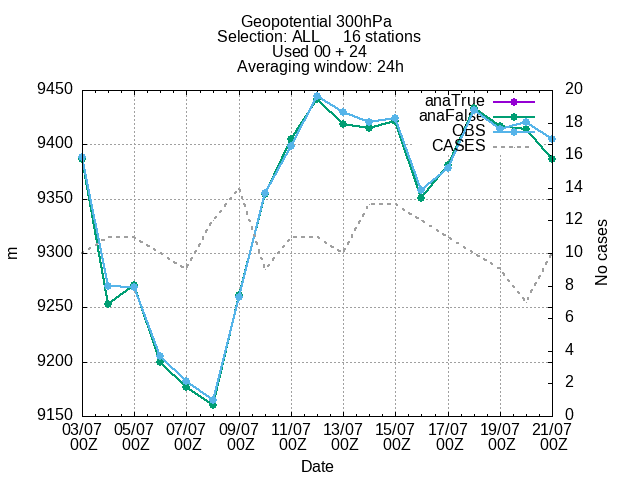 Geopotential 300hPa
Selection: ALL 16 stations
Used 00 + 24
Averaging window: 24h
anaTrue
anaFalse
OBS
CASES
9450
9400
9350
9300
9250
9200
9150
m
20
18
16
14
12
10
8
6
4
2
0
No cases
03/07 05/07 07/07 09/07 11/07 13/07 15/07 17/07 19/07 21/07
00Z 00Z 00Z 00Z 00Z 00Z 00Z 00Z 00Z 00Z
Date